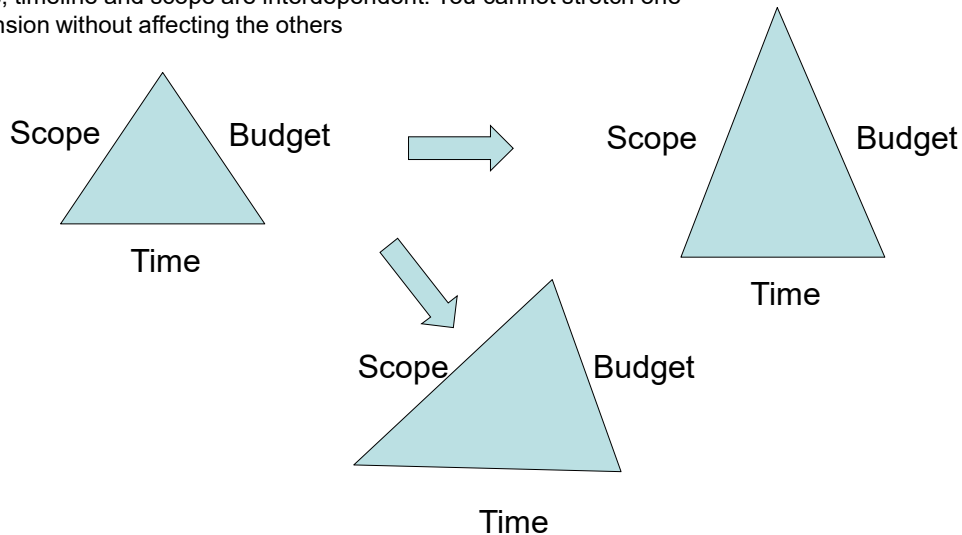 , timeline and scope are interdependent. You cannot stretch one
nsion without affecting the others
Scope
Budget
Time
Scope
Budget
Time
Scope
Budget
Time